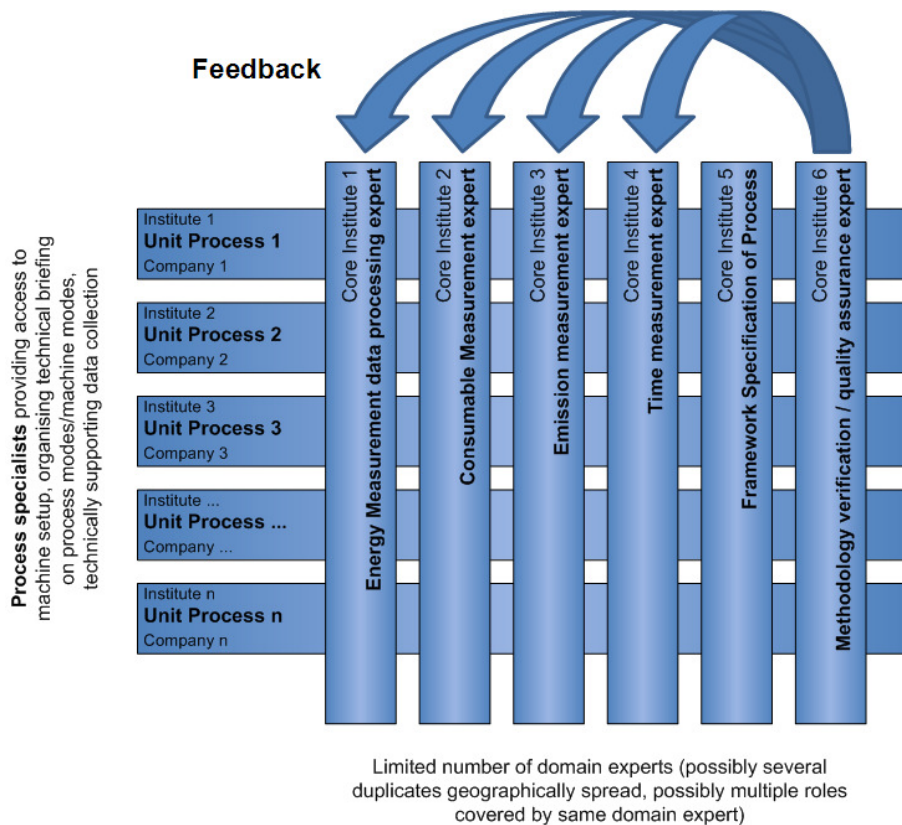 Feedback
Process specialists providing access to
machine setup, organising technical briefing
on process modes/machine modes,
technically supporting data collection
Institute 1
Unit Process 1
Company 1
Institute 2
Unit Process 2
Company 2
Institute 3
Unit Process 3
Company 3
Institute ...
Unit Process ...
Company ...
Institute n
Unit Process n
Company n
Core Institute 1
Energy Measurement data processing expert
Core Institute 2
Consumable Measurement expert
Core Institute 3
Emission measurement expert
Core Institute 4
Time measurement expert
Core Institute 5
Framework Specification of Process
Core Institute 6
Methodology verification / quality assurance expert
Limited number of domain experts (possibly several
duplicates geographically spread, possibly multiple roles
covered by same domain expert)